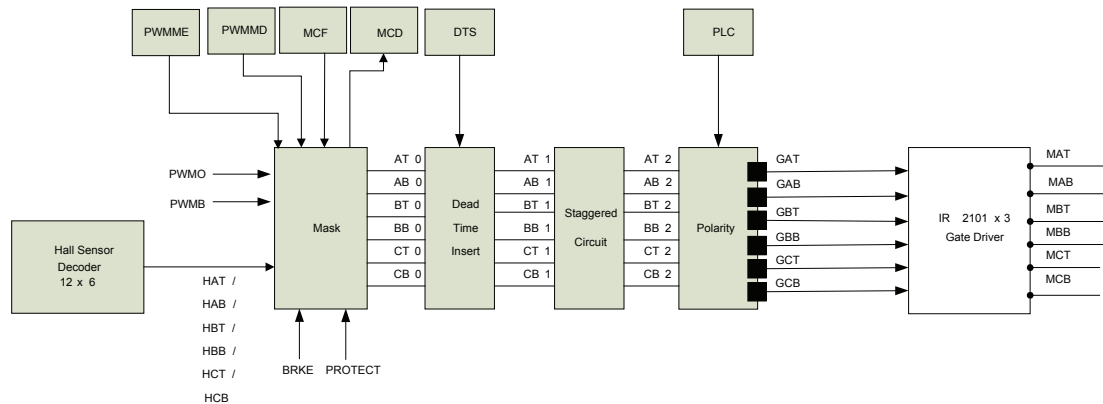 PWMME
PWMMD
MCF
MCD
DTS
PLC
PWMO
PWMB
Hall Sensor
Decoder
12 x 6
HAT /
HAB /
HBT /
HBB /
HCT /
HCB
Mask
BRKE
PROTECT
AT 0
AB 0
BT 0
BB 0
CT 0
CB 0
Dead
Time
Insert
AT 1
AB 1
BT 1
BB 1
CT 1
CB 1
Staggered
Circuit
AT 2
AB 2
BT 2
BB 2
CT 2
CB 2
Polarity
GAT
GAB
GBT
GBB
GCT
GCB
IR 2101 x 3
Gate Driver
MAT
MAB
MBT
MBB
MCT
MCB